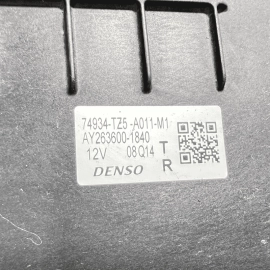 74934-TZ5-A011-M1
AY263600-1840
12V 08Q14 T
DENSO R